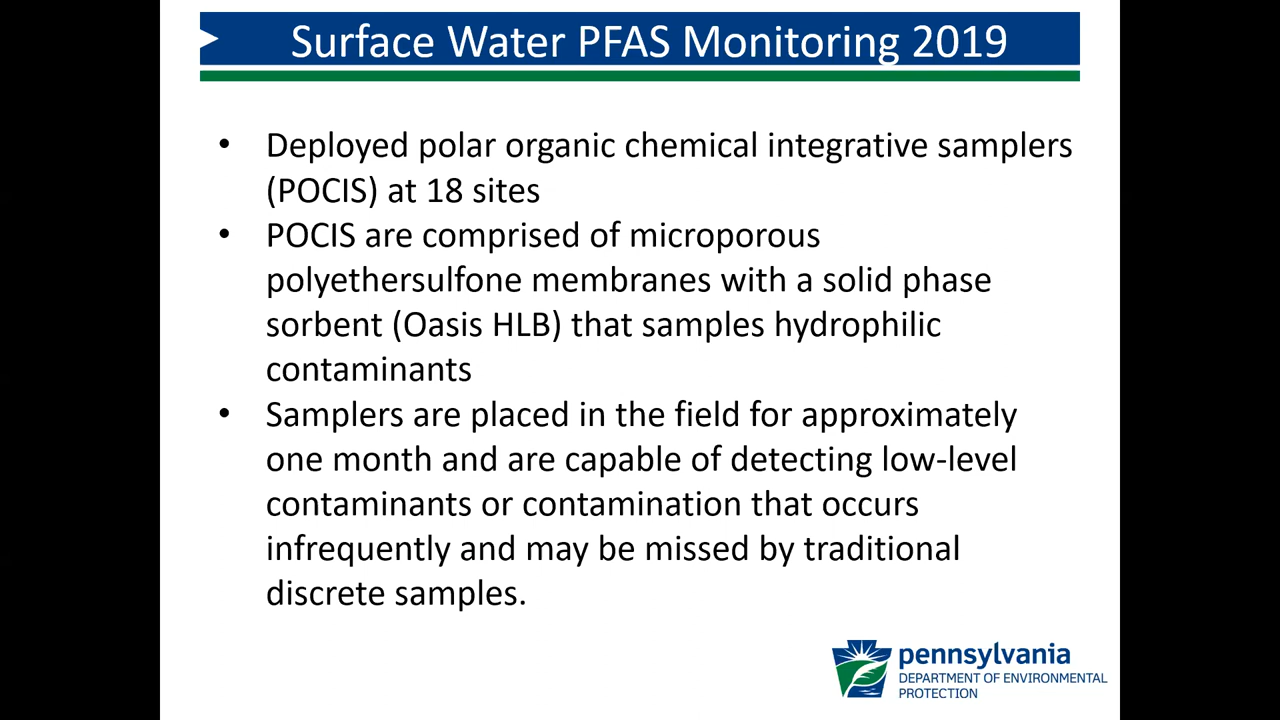 Surface Water PFAS Monitoring 2019
• Deployed polar organic chemical integrative samplers
(POCIS) at 18 sites
• POCIS are comprised of microporous
polyethersulfone membranes with a solid phase
sorbent (Oasis HLB) that samples hydrophilic
contaminants
• Samplers are placed in the field for approximately
one month and are capable of detecting low-level
contaminants or contamination that occurs
infrequently and may be missed by traditional
discrete samples.
pennsylvania
DEPARTMENT OF ENVIRONMENTAL
PROTECTION